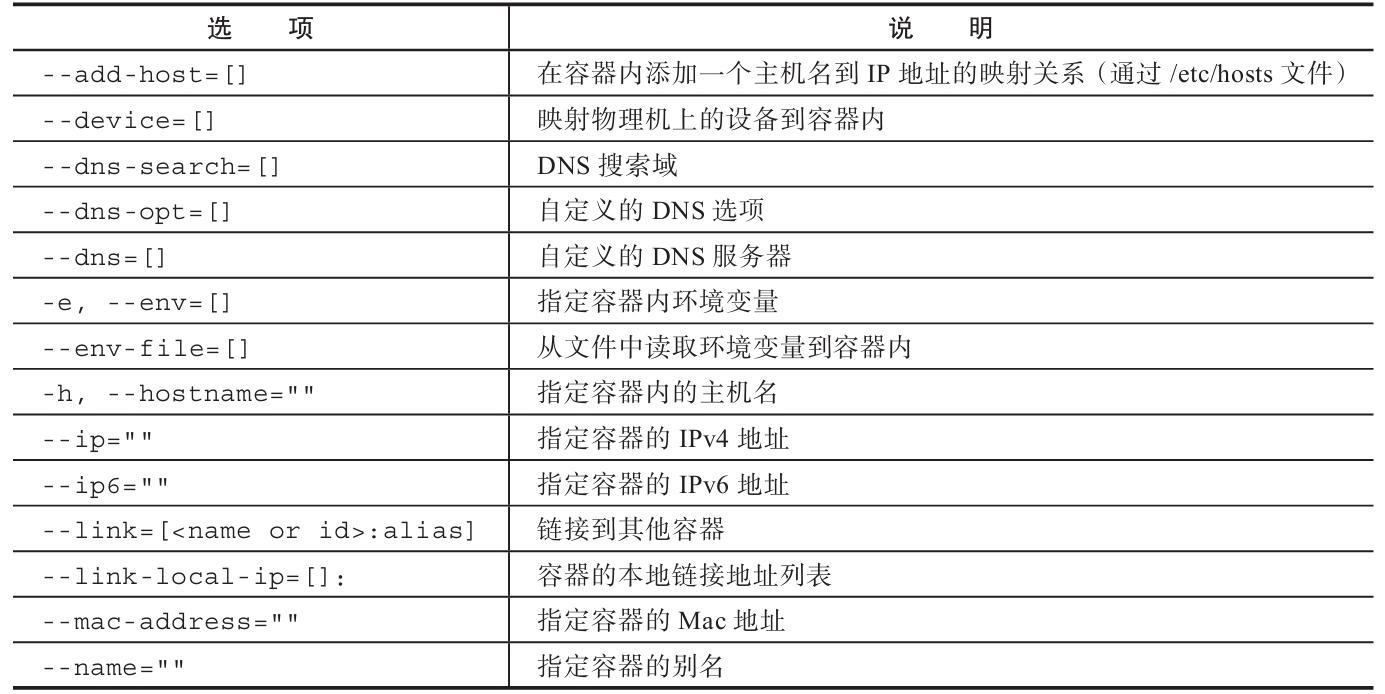 选 项 说 明
--add-host=[] 在容器内添加一个主机名到 IP 地址的映射关系（通过 /etc/hosts 文件）
--device=[] 映射物理机上的设备到容器内
--dns-search=[] DNS 搜索域
--dns-opt=[] 自定义的 DNS 选项
--dns=[] 自定义的 DNS 服务器
-e, --env=[] 指定容器内环境变量
--env-file=[] 从文件中读取环境变量到容器内
-h, --hostname="" 指定容器内的主机名
--ip="" 指定容器的 IPv4 地址
--ip6="" 指定容器的 IPv6 地址
--link=[<name or id>:alias] 链接到其他容器
--link-local-ip=[]: 容器的本地链接地址列表
--mac-address="" 指定容器的 Mac 地址
--name="" 指定容器的别名